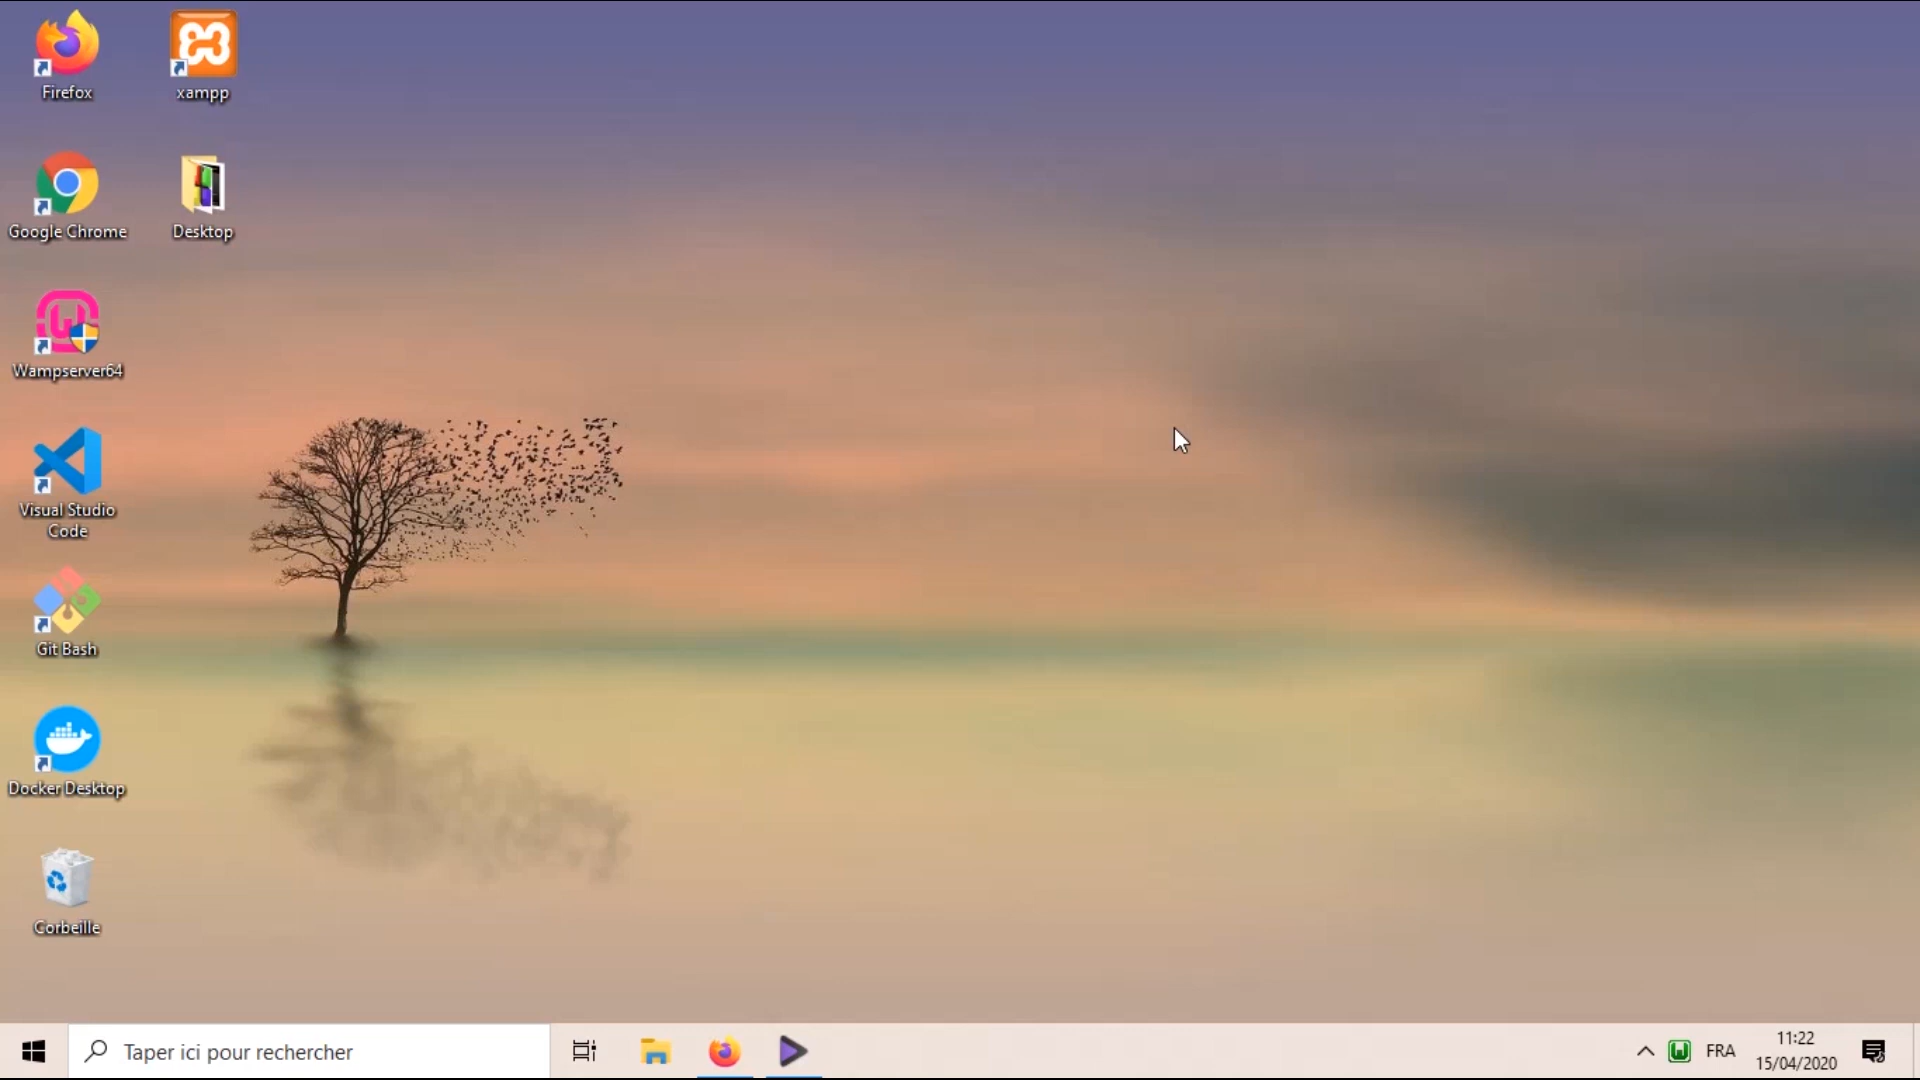 Firefox
xampp
Google Chrome
Desktop
Wampserver64
Visual Studio
Code
Git Bash
Docker Desktop
Corbeille
Taper ici pour rechercher
FRA
11:22
15/04/2020